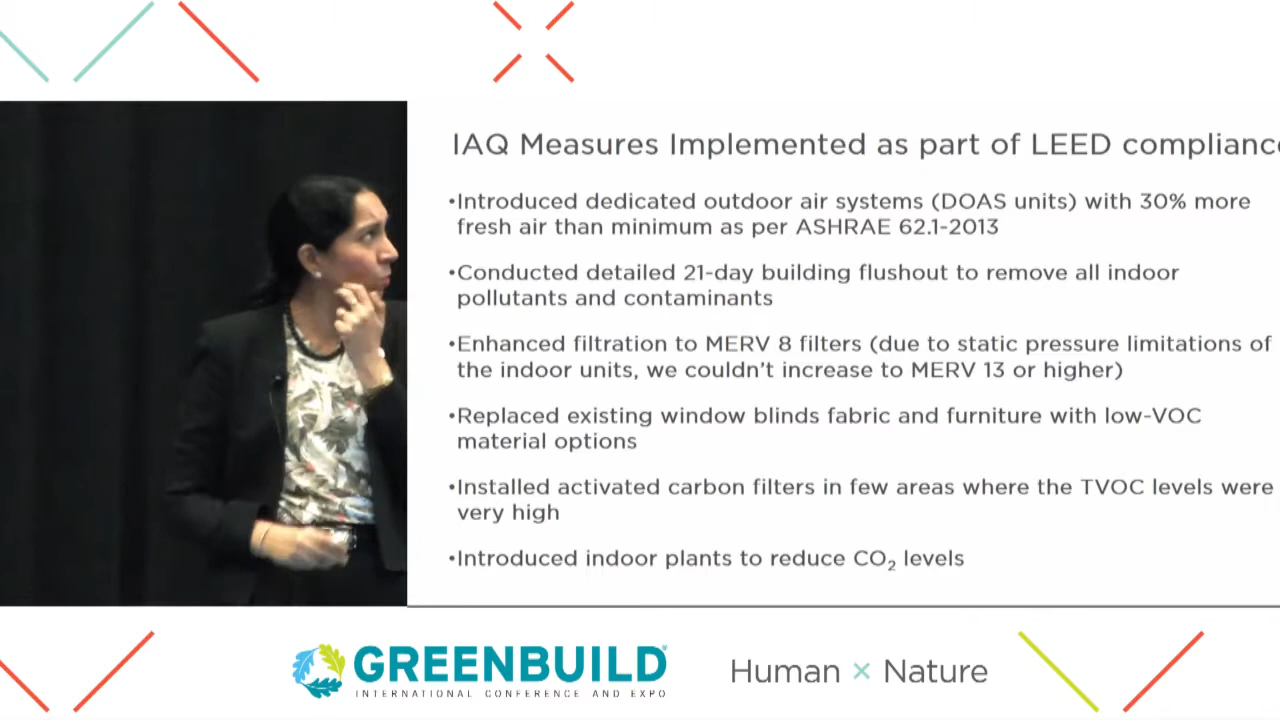 IAQ Measures Implemented as part of LEED compliance
•Introduced dedicated outdoor air systems (DOAS units) with 30% more
fresh air than minimum as per ASHRAE 62.1-2013
•Conducted detailed 21-day building flushout to remove all indoor
pollutants and contaminants
•Enhanced filtration to MERV 8 filters (due to static pressure limitations of
the indoor units, we couldn't increase to MERV 13 or higher)
•Replaced existing window blinds fabric and furniture with low-VOC
material options
•Installed activated carbon filters in few areas where the TVOC levels were
very high
•Introduced indoor plants to reduce CO₂ levels
GREENBUILD®
INTERNATIONAL CONFERENCE AND EXPO
Human × Nature